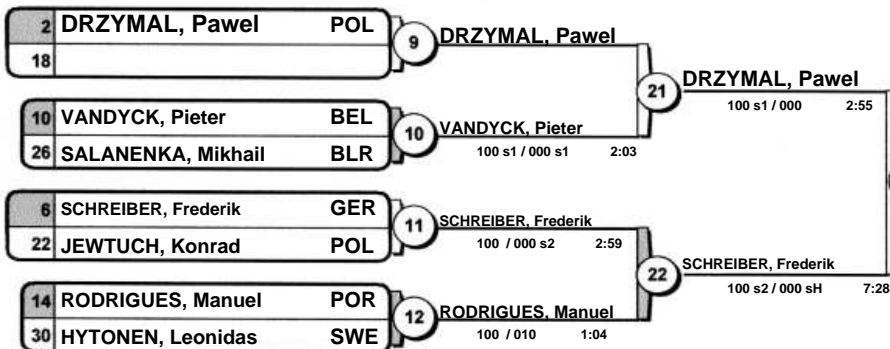 2 DRZYMAL, Pawel POL
18
9
DRZYMAL, Pawel
10 VANDYCK, Pieter BEL
26 SALANENKA, Mikhail BLR
10
VANDYCK, Pieter
100 s1 / 000 s1 2:03
21
DRZYMAL, Pawel
100 s1 / 000 2:55
6 SCHREIBER, Frederik GER
22 JEWTUCH, Konrad POL
11
SCHREIBER, Frederik
100 / 000 s2 2:59
14 RODRIGUES, Manuel POR
30 HYTONEN, Leonidas SWE
12
RODRIGUES, Manuel
100 / 010 1:04
22
SCHREIBER, Frederik
100 s2 / 000 sH 7:28